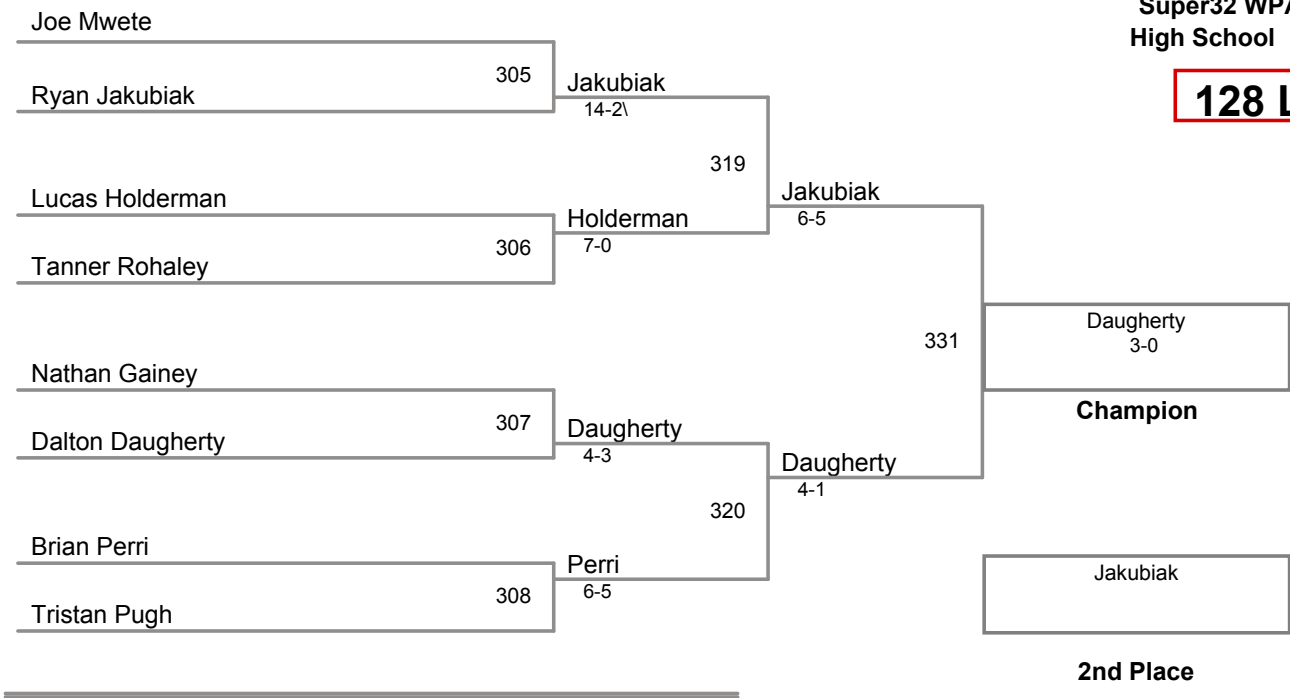 Super32 WPA
High School
128 L
Joe Mwete
305
Ryan Jakubiak
Jakubiak
14-2\
319
Lucas Holderman
Jakubiak
6-5
Holderman
7-0
306
Tanner Rohaley
331
Daugherty
3-0
Champion
Nathan Gainey
307
Dalton Daugherty
Daugherty
4-3
Daugherty
4-1
320
Brian Perri
Perri
6-5
308
Tristan Pugh
Jakubiak
2nd Place